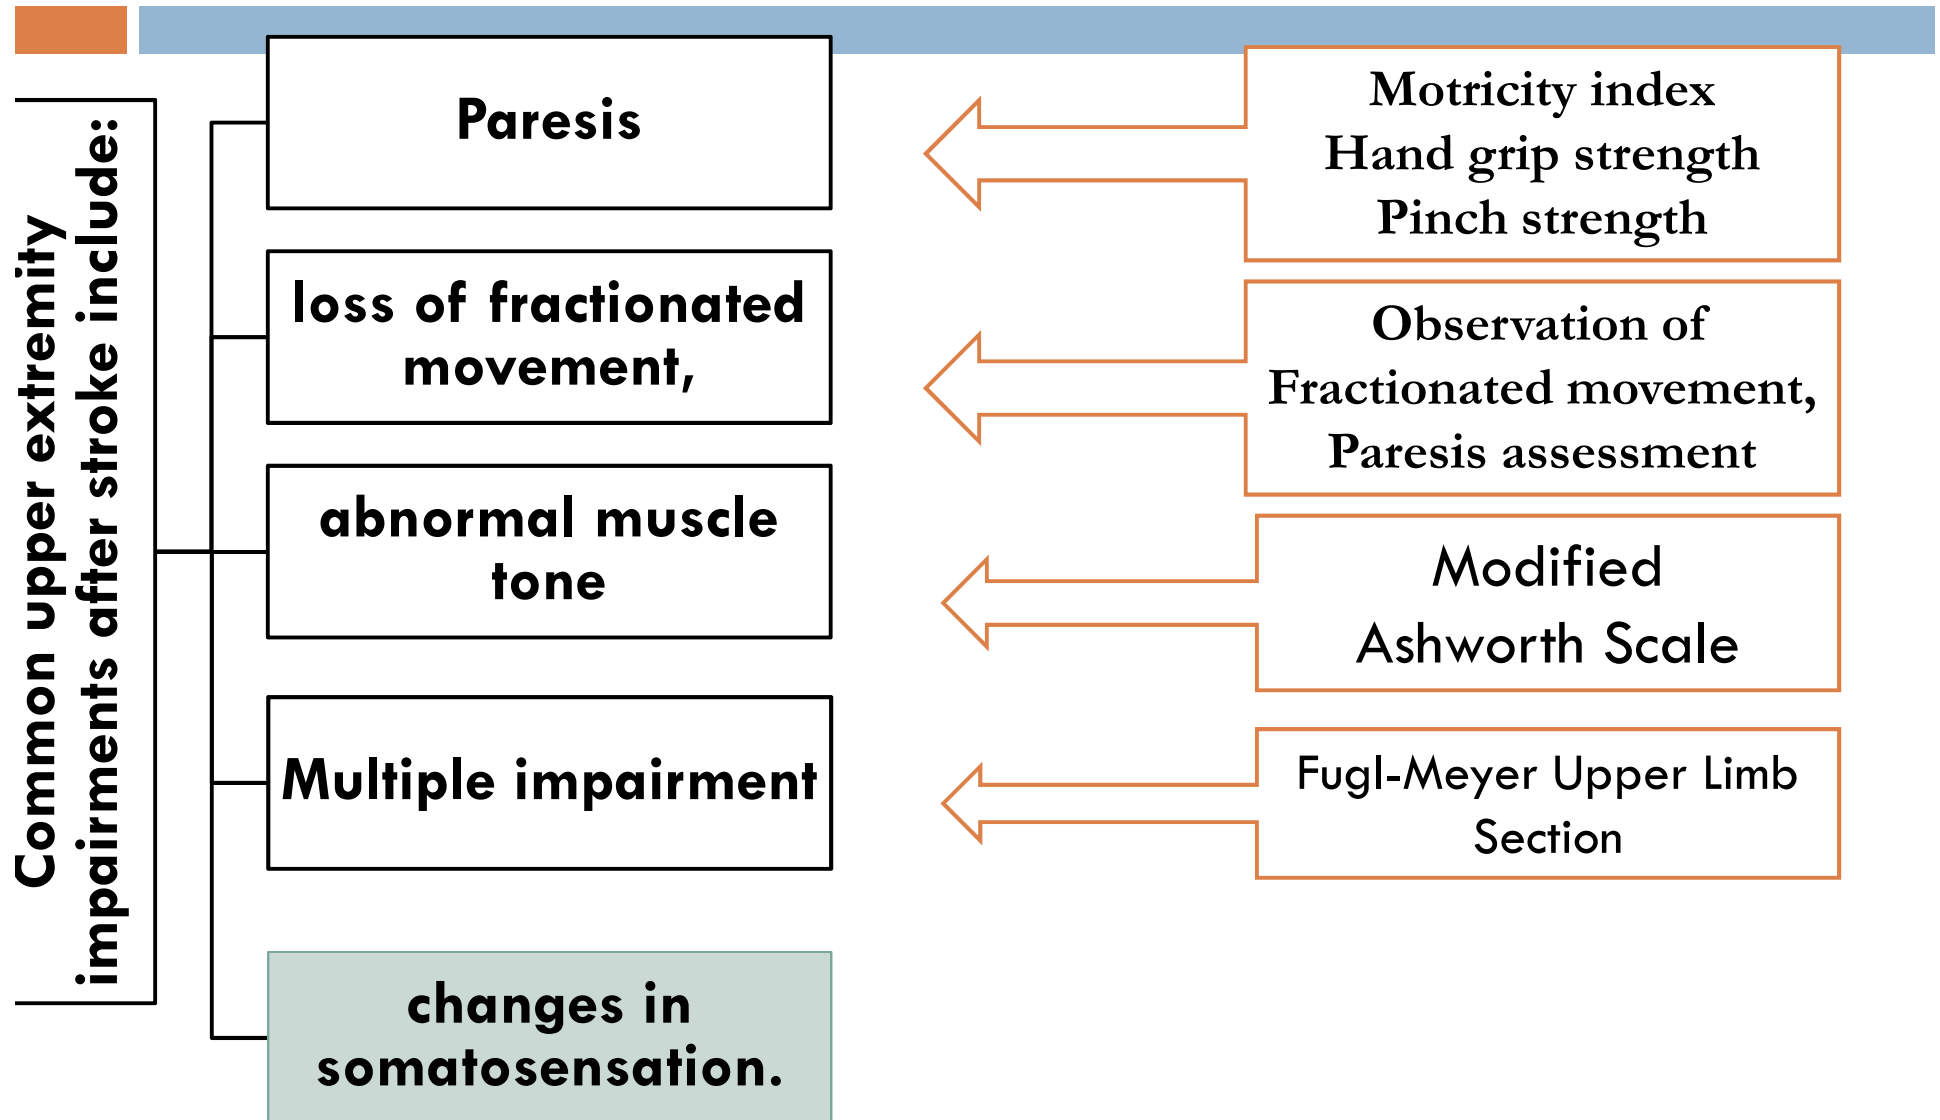 Common upper extremity
impairments after stroke include:
Paresis
loss of fractionated
movement,
abnormal muscle
tone
Multiple impairment
changes in
somatosensation.
Motricity index
Hand grip strength
Pinch strength
Observation of
Fractionated movement,
Paresis assessment
Modified
Ashworth Scale
Fugl-Meyer Upper Limb
Section